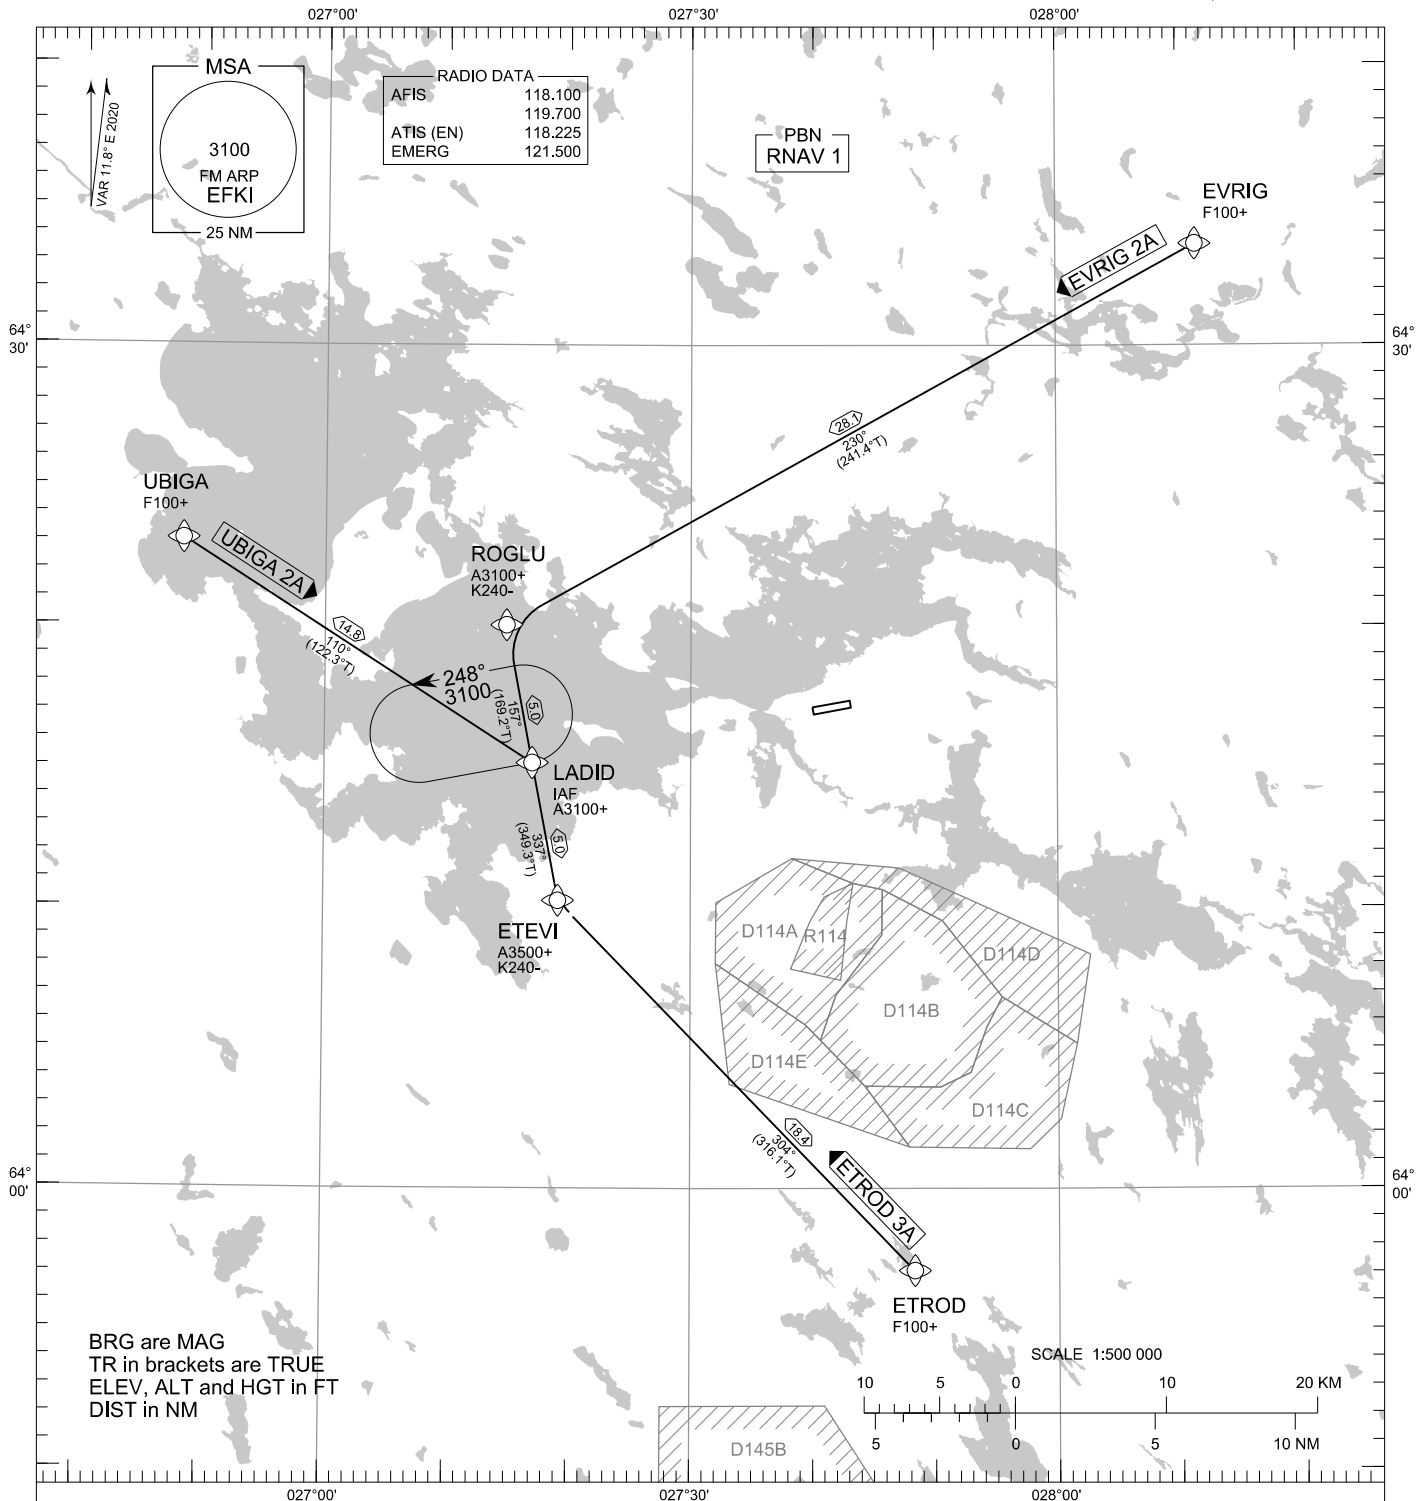 027°00'
027°30'
028°00'
MSA
3100
FM ARP
EFKI
25 NM
VAR 11.8° E 2020
RADIO DATA
AFIS 118.100
119.700
ATIS (EN) 118.225
EMERG 121.500
PBN
RNAV 1
EVRIG
F100+
EVRIG 2A
64°
30'
64°
30'
28.1
230°
(241.4°T)
UBIGA
F100+
UBIGA 2A
14.8
110°
(122.3°T)
ROGLU
A3100+
K240-
248°
3100
5.0
157°
(169.2°T)
LADID
IAF
A3100+
5.0
337°
(349.3°T)
ETEVI
A3500+
K240-
D114A
R114
D114D
D114B
D114E
D114C
18.4
304°
(316.1°T)
ETROD 3A
64°
00'
64°
00'
ETROD
F100+
BRG are MAG
TR in brackets are TRUE
ELEV, ALT and HGT in FT
DIST in NM
SCALE 1:500 000
10 5 0 10 20 KM
5 0 5 10 NM
D145B
027°00'
027°30'
028°00'